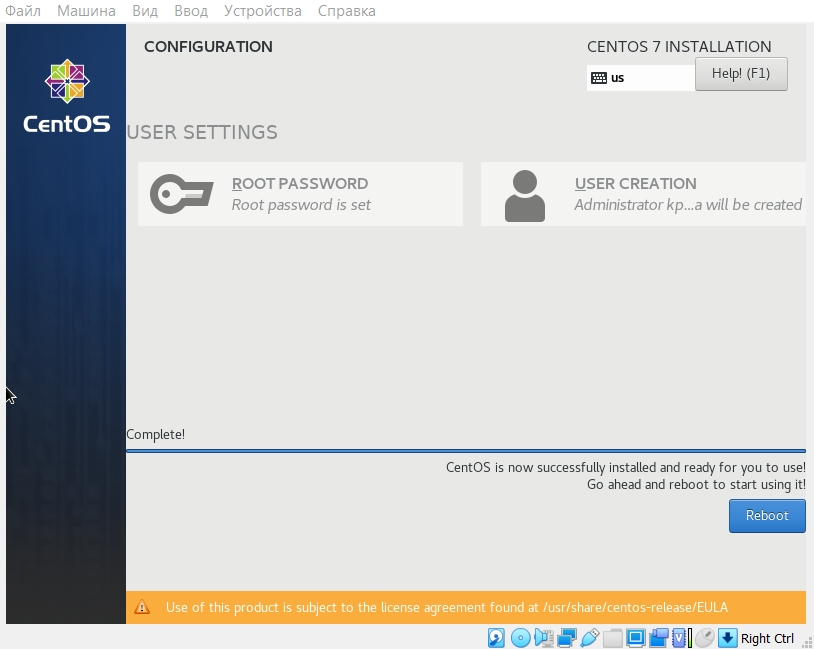 Файл Машина Вид Ввод Устройства Справка
CentOS
CONFIGURATION
CENTOS 7 INSTALLATION
us
Help! (F1)
USER SETTINGS
ROOT PASSWORD
Root password is set
USER CREATION
Administrator kp...a will be created
Complete!
CentOS is now successfully installed and ready for you to use!
Go ahead and reboot to start using it!
Reboot
Use of this product is subject to the license agreement found at /usr/share/centos-release/EULA
Right Ctrl